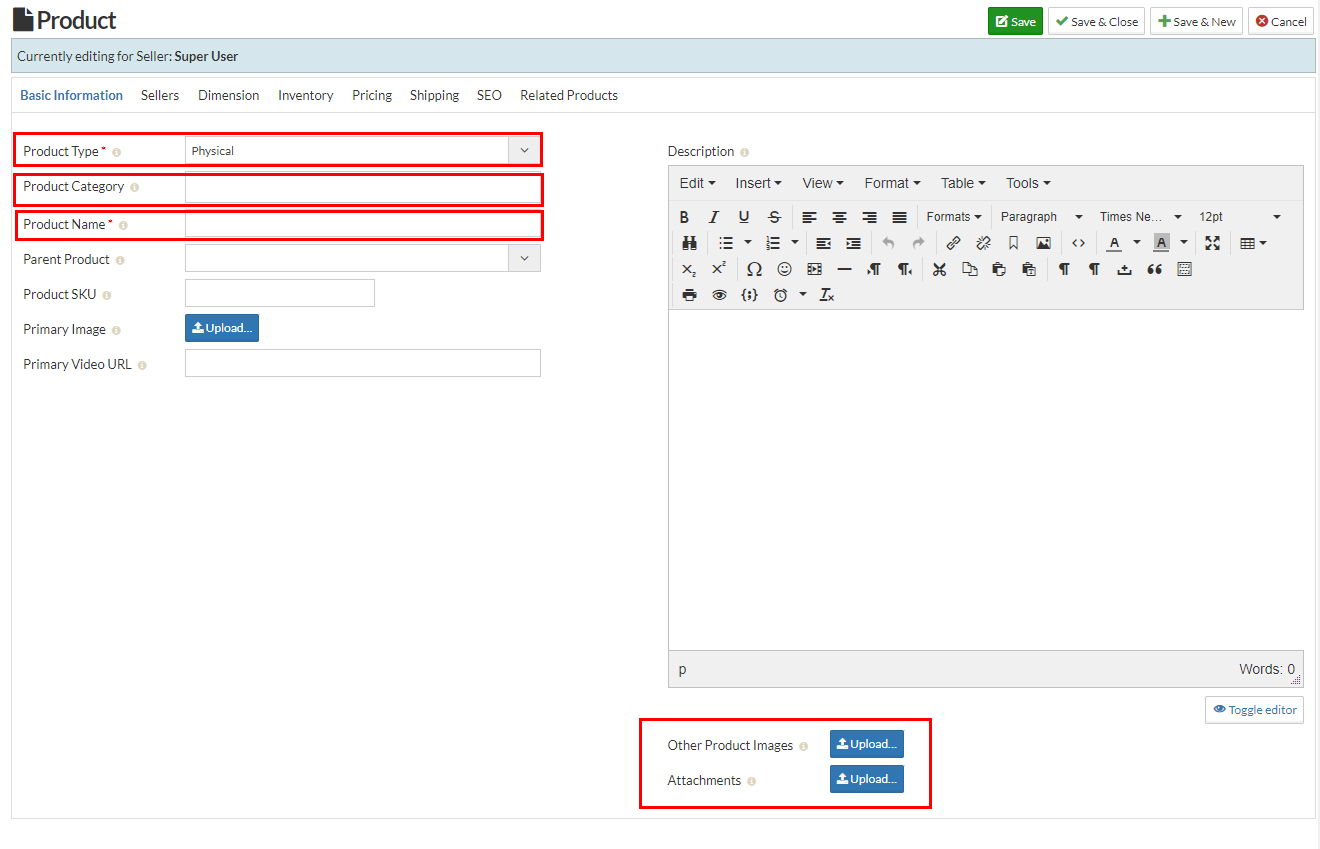 Product
Save
Save & Close
Save & New
Cancel
Currently editing for Seller: Super User
Basic Information
Sellers
Dimension
Inventory
Pricing
Shipping
SEO
Related Products
Product Type *
Physical
Product Category
Product Name *
Parent Product
Product SKU
Primary Image
Upload...
Primary Video URL
Description
Edit
Insert
View
Format
Table
Tools
Formats
Paragraph
Times Ne...
12pt
p
Words: 0
Toggle editor
Other Product Images
Upload...
Attachments
Upload...